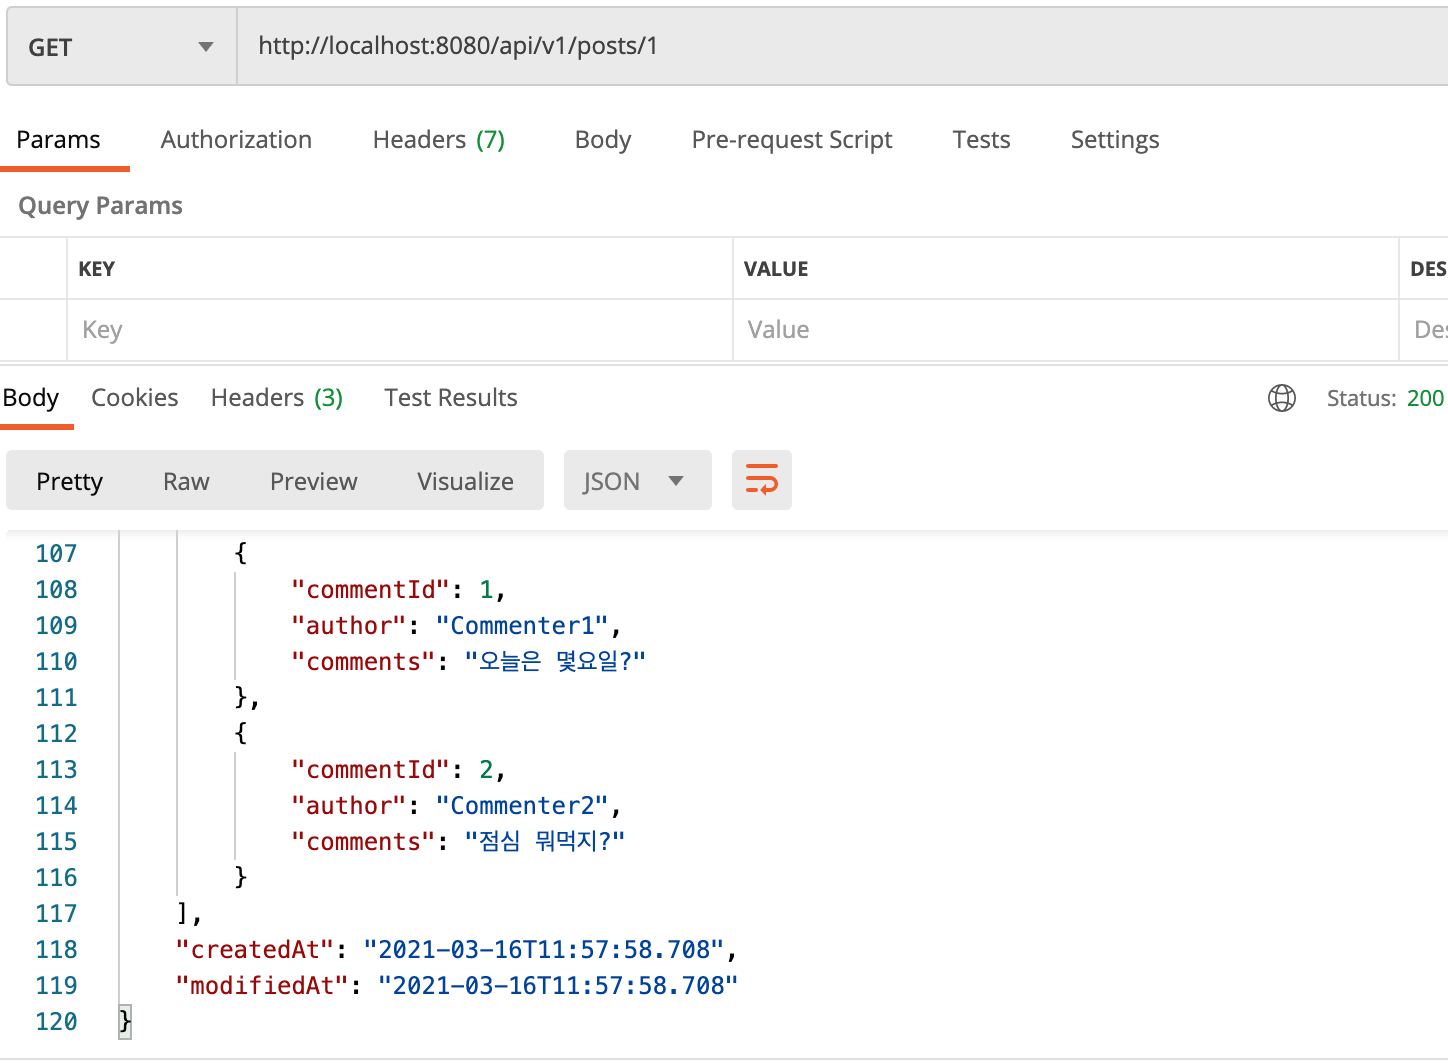 GET http://localhost:8080/api/v1/posts/1
Params Authorization Headers (7) Body Pre-request Script Tests Settings
Query Params
KEY VALUE DES
Key Value Des
Body Cookies Headers (3) Test Results Status: 200
Pretty Raw Preview Visualize JSON
107 {
108 "commentId": 1,
109 "author": "Commenter1",
110 "comments": "오늘은 몇요일?"
111 },
112 {
113 "commentId": 2,
114 "author": "Commenter2",
115 "comments": "점심 뭐먹지?"
116 }
117 ],
118 "createdAt": "2021-03-16T11:57:58.708",
119 "modifiedAt": "2021-03-16T11:57:58.708"
120 }